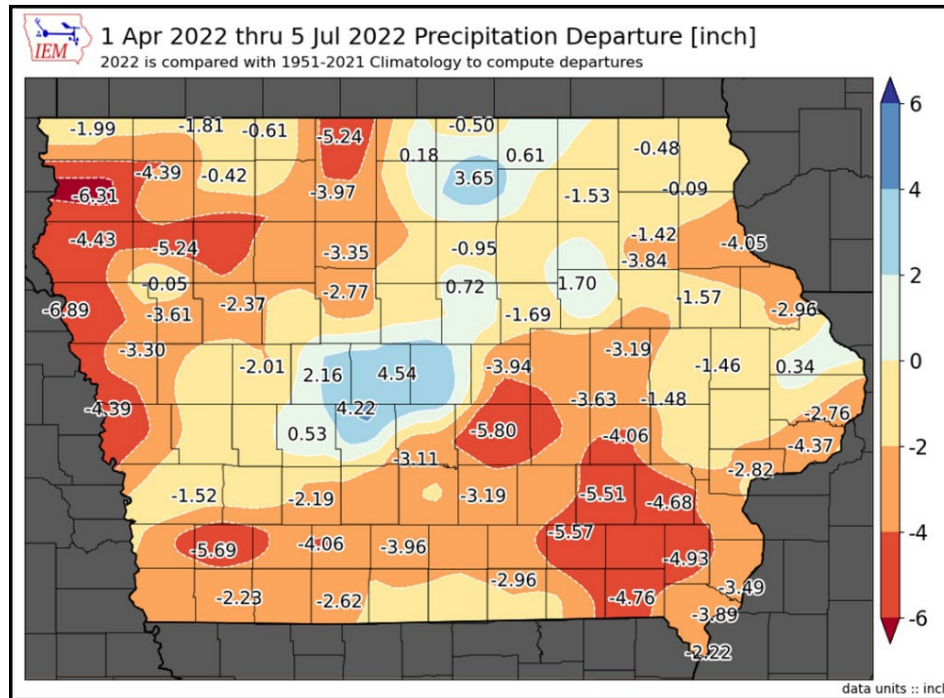 IEM
1 Apr 2022 thru 5 Jul 2022 Precipitation Departure [inch]
2022 is compared with 1951-2021 Climatology to compute departures
-1.99 -1.81 -0.61 -5.24 -0.50
0.18 0.61 -0.48
-4.39 -0.42 3.65
-6.31 -3.97 -1.53 -0.09
-4.43 -5.24 -3.35 -0.95 -1.42 -4.05
-3.84
-0.05 -2.37 -2.77 0.72 1.70 -1.57
-6.89 -3.61 -1.69 -2.96
-3.30 -2.01 2.16 4.54 -3.94 -3.19 -1.46 0.34
-4.39 4.22 -3.63 -1.48 -2.76
0.53 -5.80 -4.06 -4.37
-3.11 -2.82
-1.52 -2.19 -3.19 -5.51 -4.68
-5.69 -4.06 -3.96 -5.57 -4.93
-2.23 -2.62 -2.96 -4.76 -3.49
-3.89
-2.22
6
4
2
0
-2
-4
-6
data units :: incl